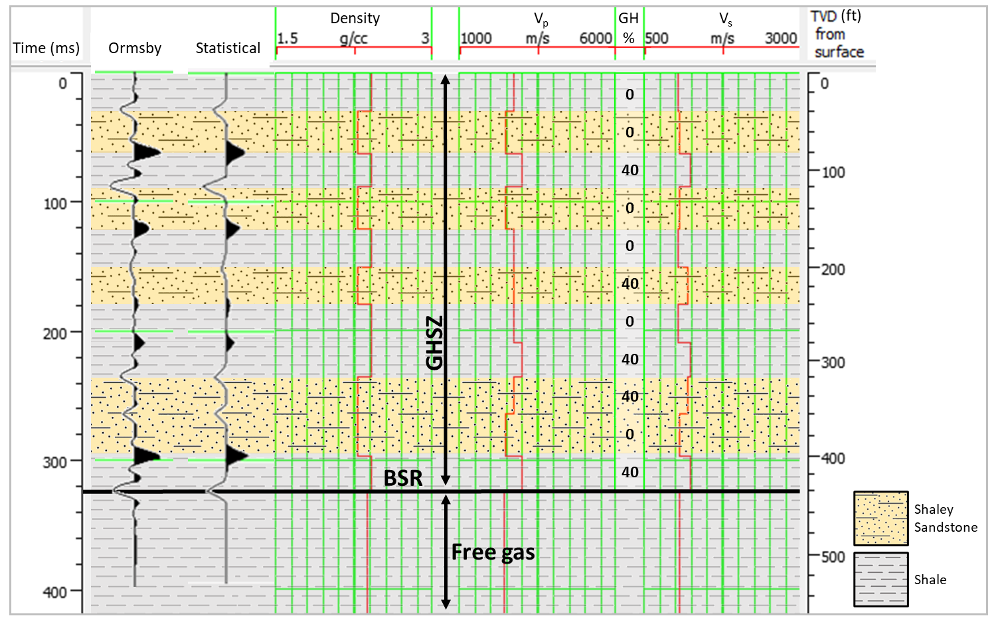 Time (ms)
Ormsby
Statistical
Density
1.5 g/cc 3
Vp
1000 m/s 6000
GH
%
Vs
500 m/s 3000
TVD (ft)
from
surface
0
100
200
300
400
0
0
40
0
0
40
0
40
40
0
40
0
100
200
300
400
500
GHSZ
BSR
Free gas
Shaley
Sandstone
Shale